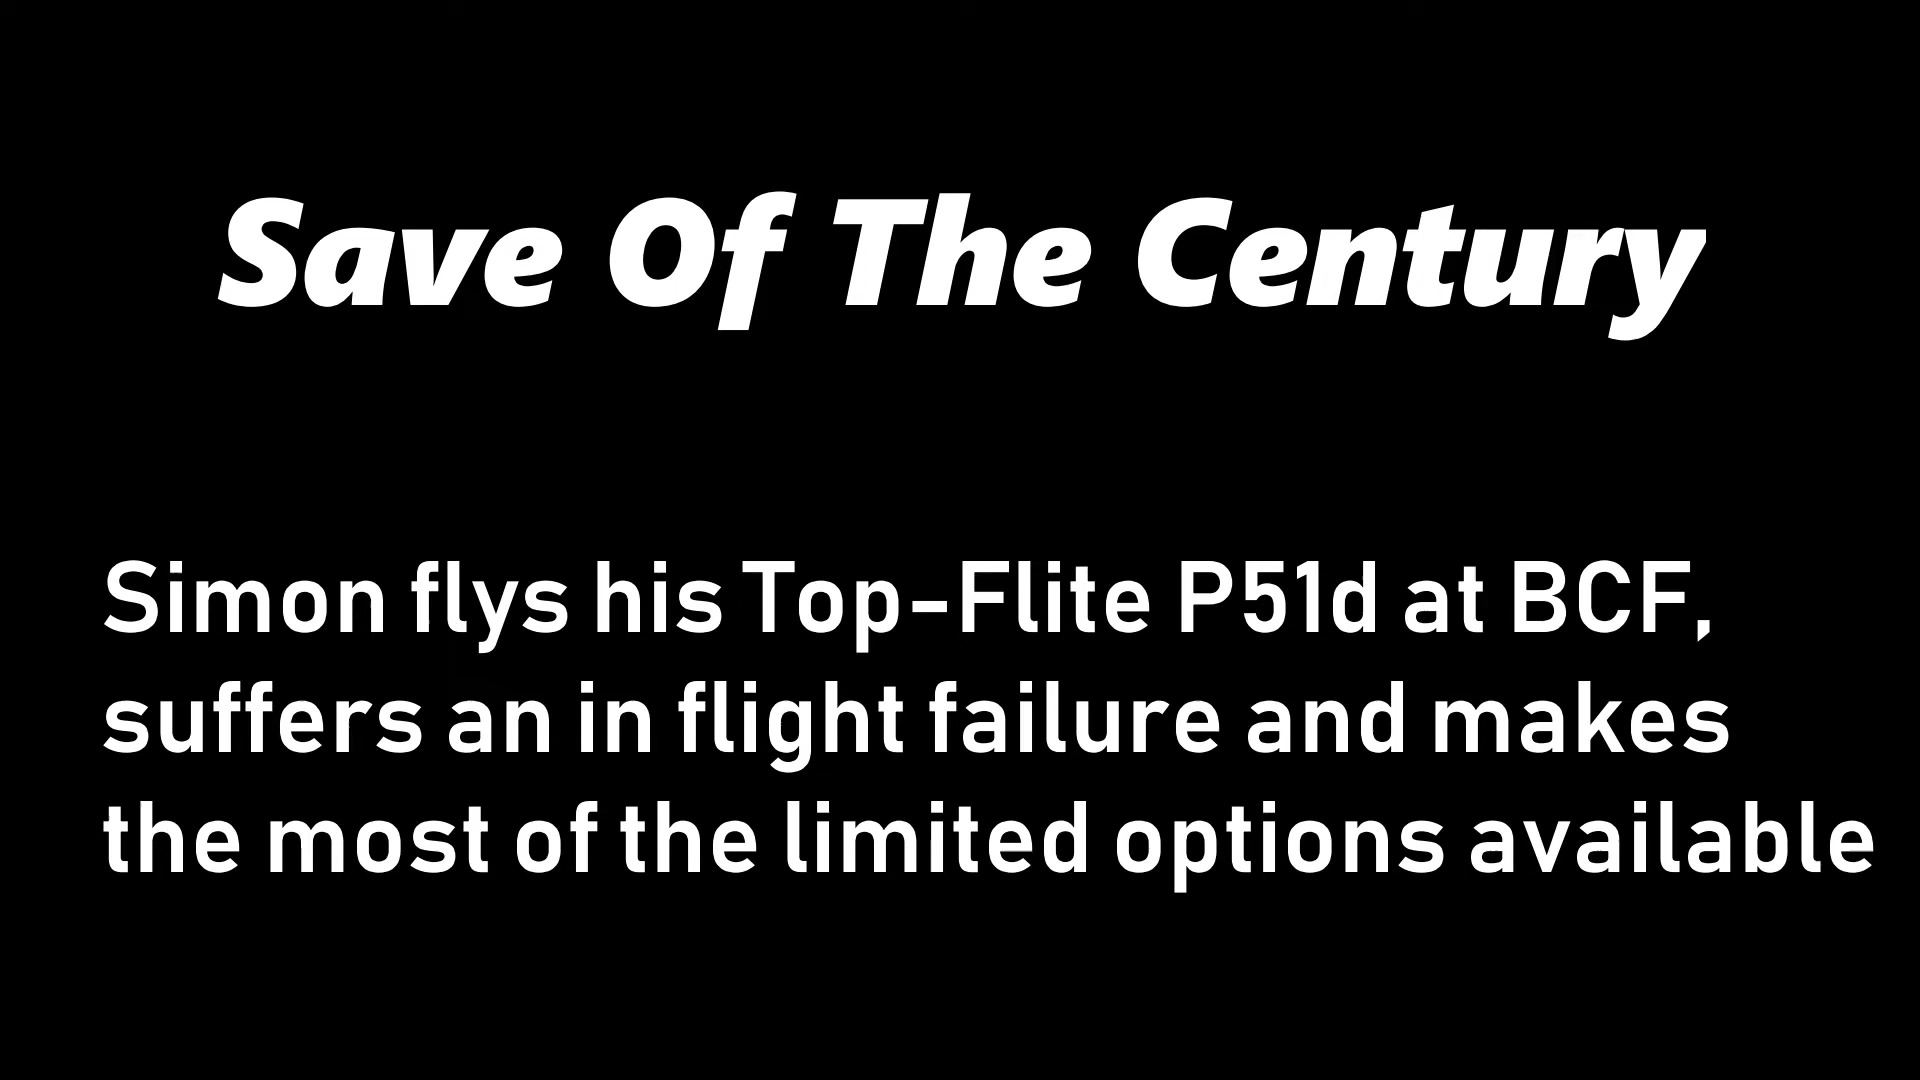 Save Of The Century
Simon flys his Top-Flite P51d at BCF,
suffers an in flight failure and makes
the most of the limited options available